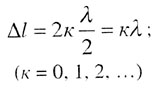 Δl = 2κ λ/2 = κλ ;
(κ = 0, 1, 2, …)